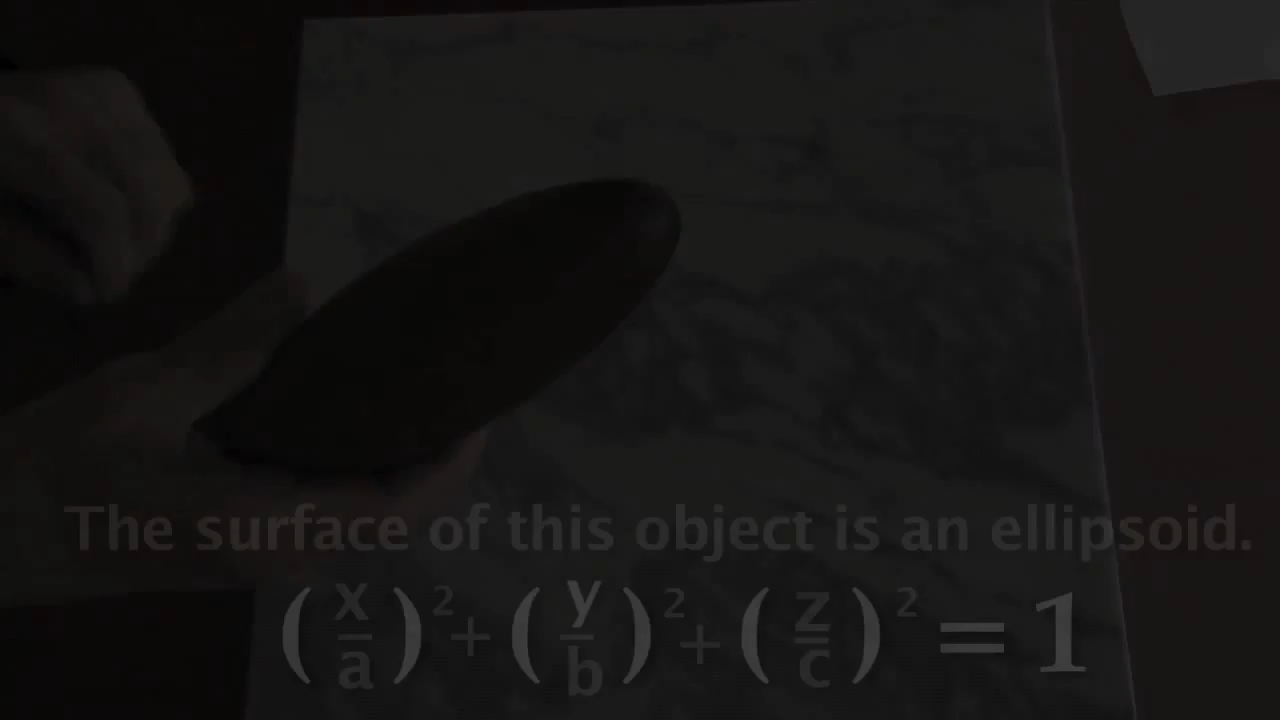 The surface of this object is an ellipsoid.
(x/a)² + (y/b)² + (z/c)² = 1